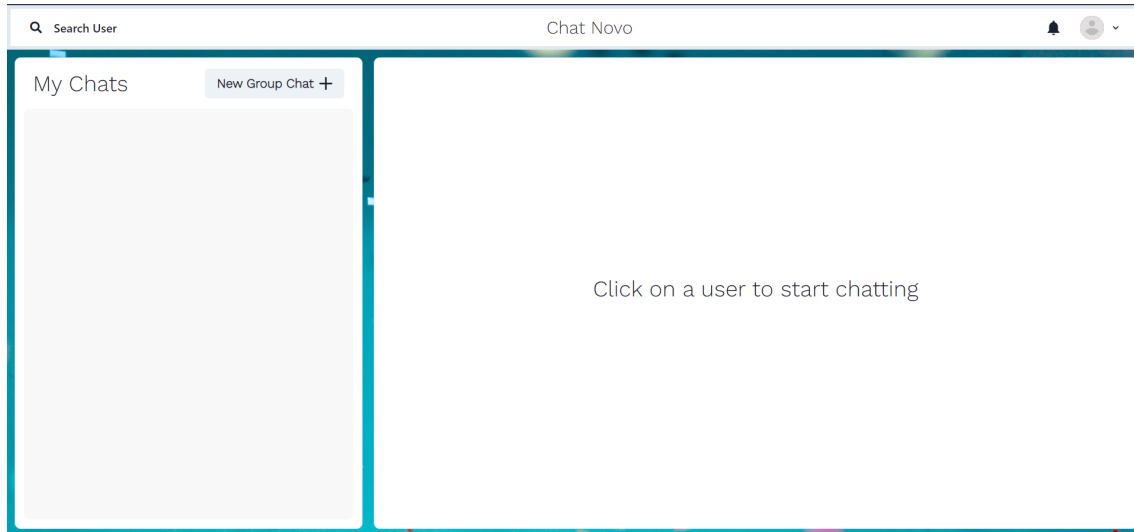 Search User
Chat Novo
My Chats
New Group Chat
Click on a user to start chatting